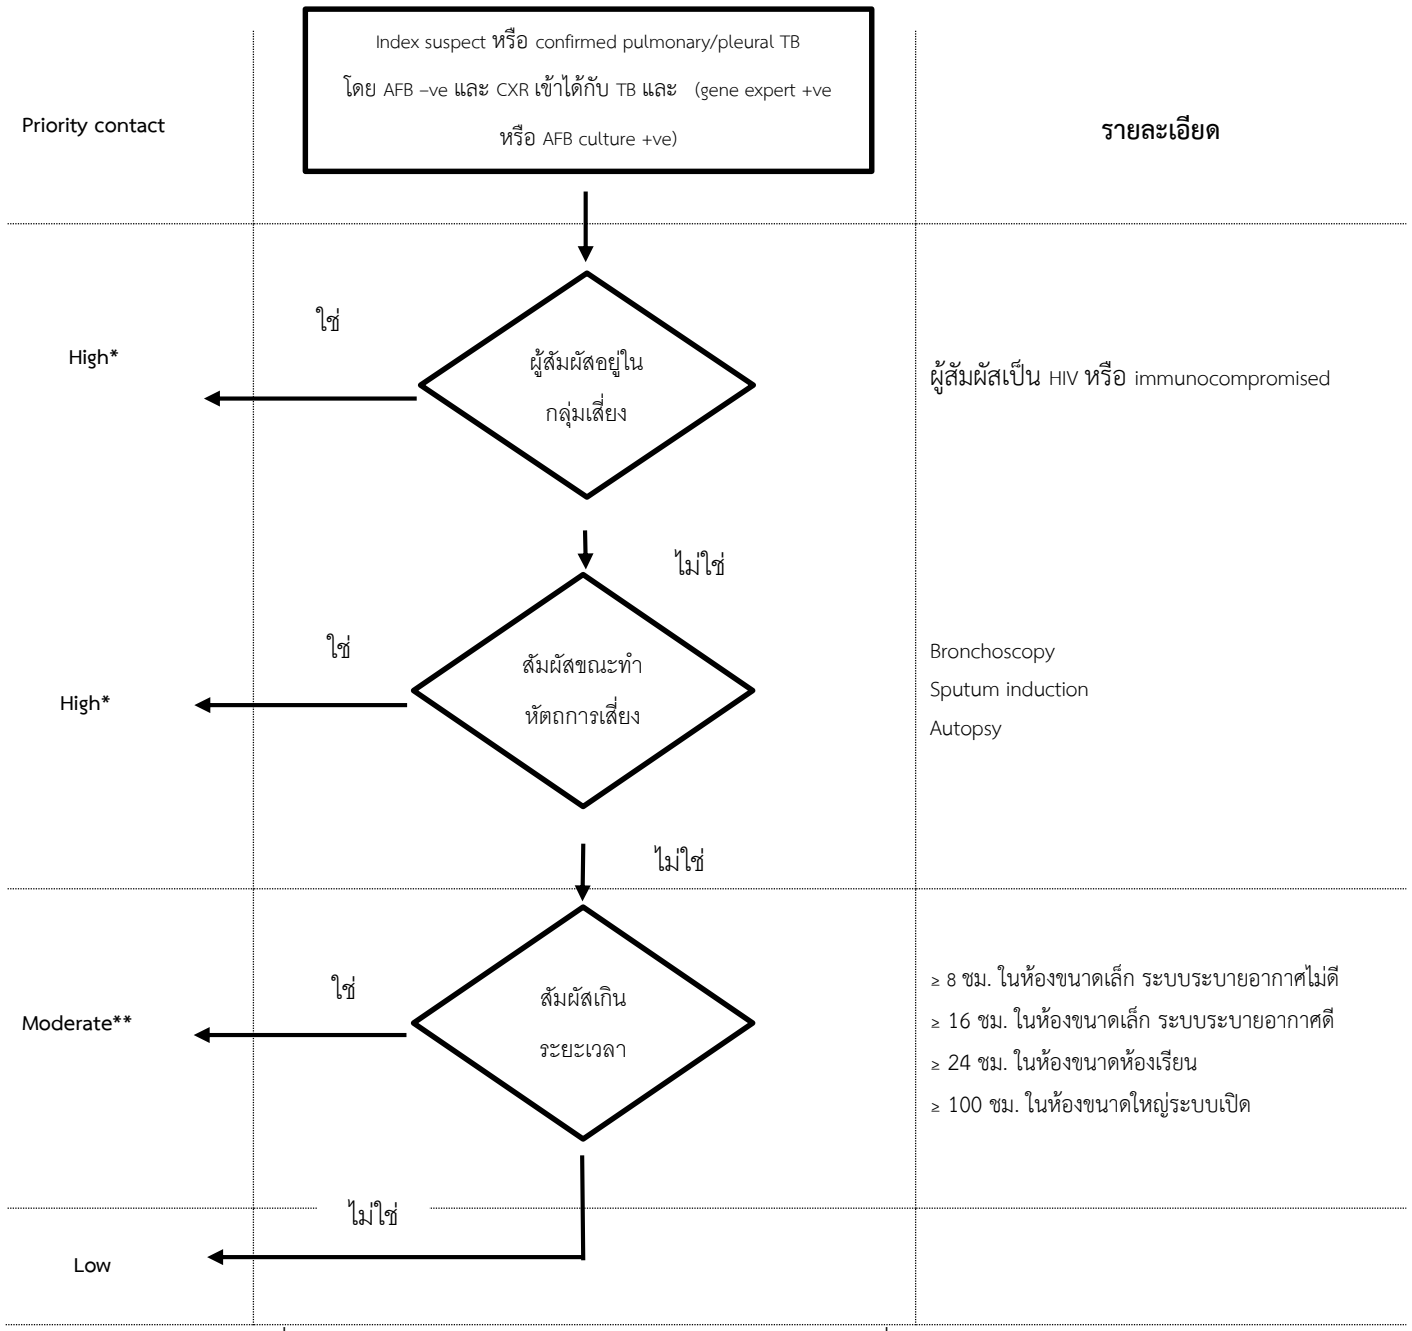 Index suspect หรือ confirmed pulmonary/pleural TB
โดย AFB –ve และ CXR เข้าได้กับ TB และ (gene expert +ve
หรือ AFB culture +ve)
Priority contact
รายละเอียด
ใช่
High*
ผู้สัมผัสอยู่ใน
กลุ่มเสี่ยง
ผู้สัมผัสเป็น HIV หรือ immunocompromised
ไม่ใช่
ใช่
High*
สัมผัสขณะทำ
หัตถการเสี่ยง
Bronchoscopy
Sputum induction
Autopsy
ไม่ใช่
ใช่
Moderate**
สัมผัสเกิน
ระยะเวลา
≥ 8 ชม. ในห้องขนาดเล็ก ระบบระบายอากาศไม่ดี
≥ 16 ชม. ในห้องขนาดเล็ก ระบบระบายอากาศดี
≥ 24 ชม. ในห้องขนาดห้องเรียน
≥ 100 ชม. ในห้องขนาดใหญ่ระบบเปิด
ไม่ใช่
Low